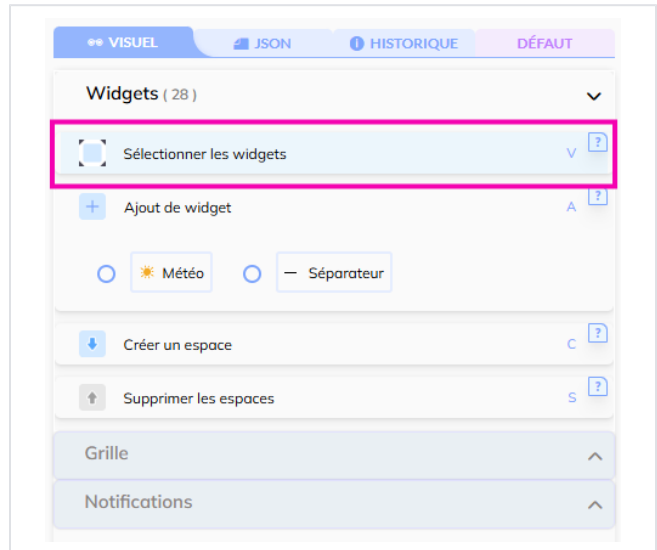 VISUEL JSON HISTORIQUE DÉFAUT
Widgets ( 28 )
Sélectionner les widgets V ?
Ajout de widget A ?
Météo Séparateur
Créer un espace C ?
Supprimer les espaces S ?
Grille
Notifications